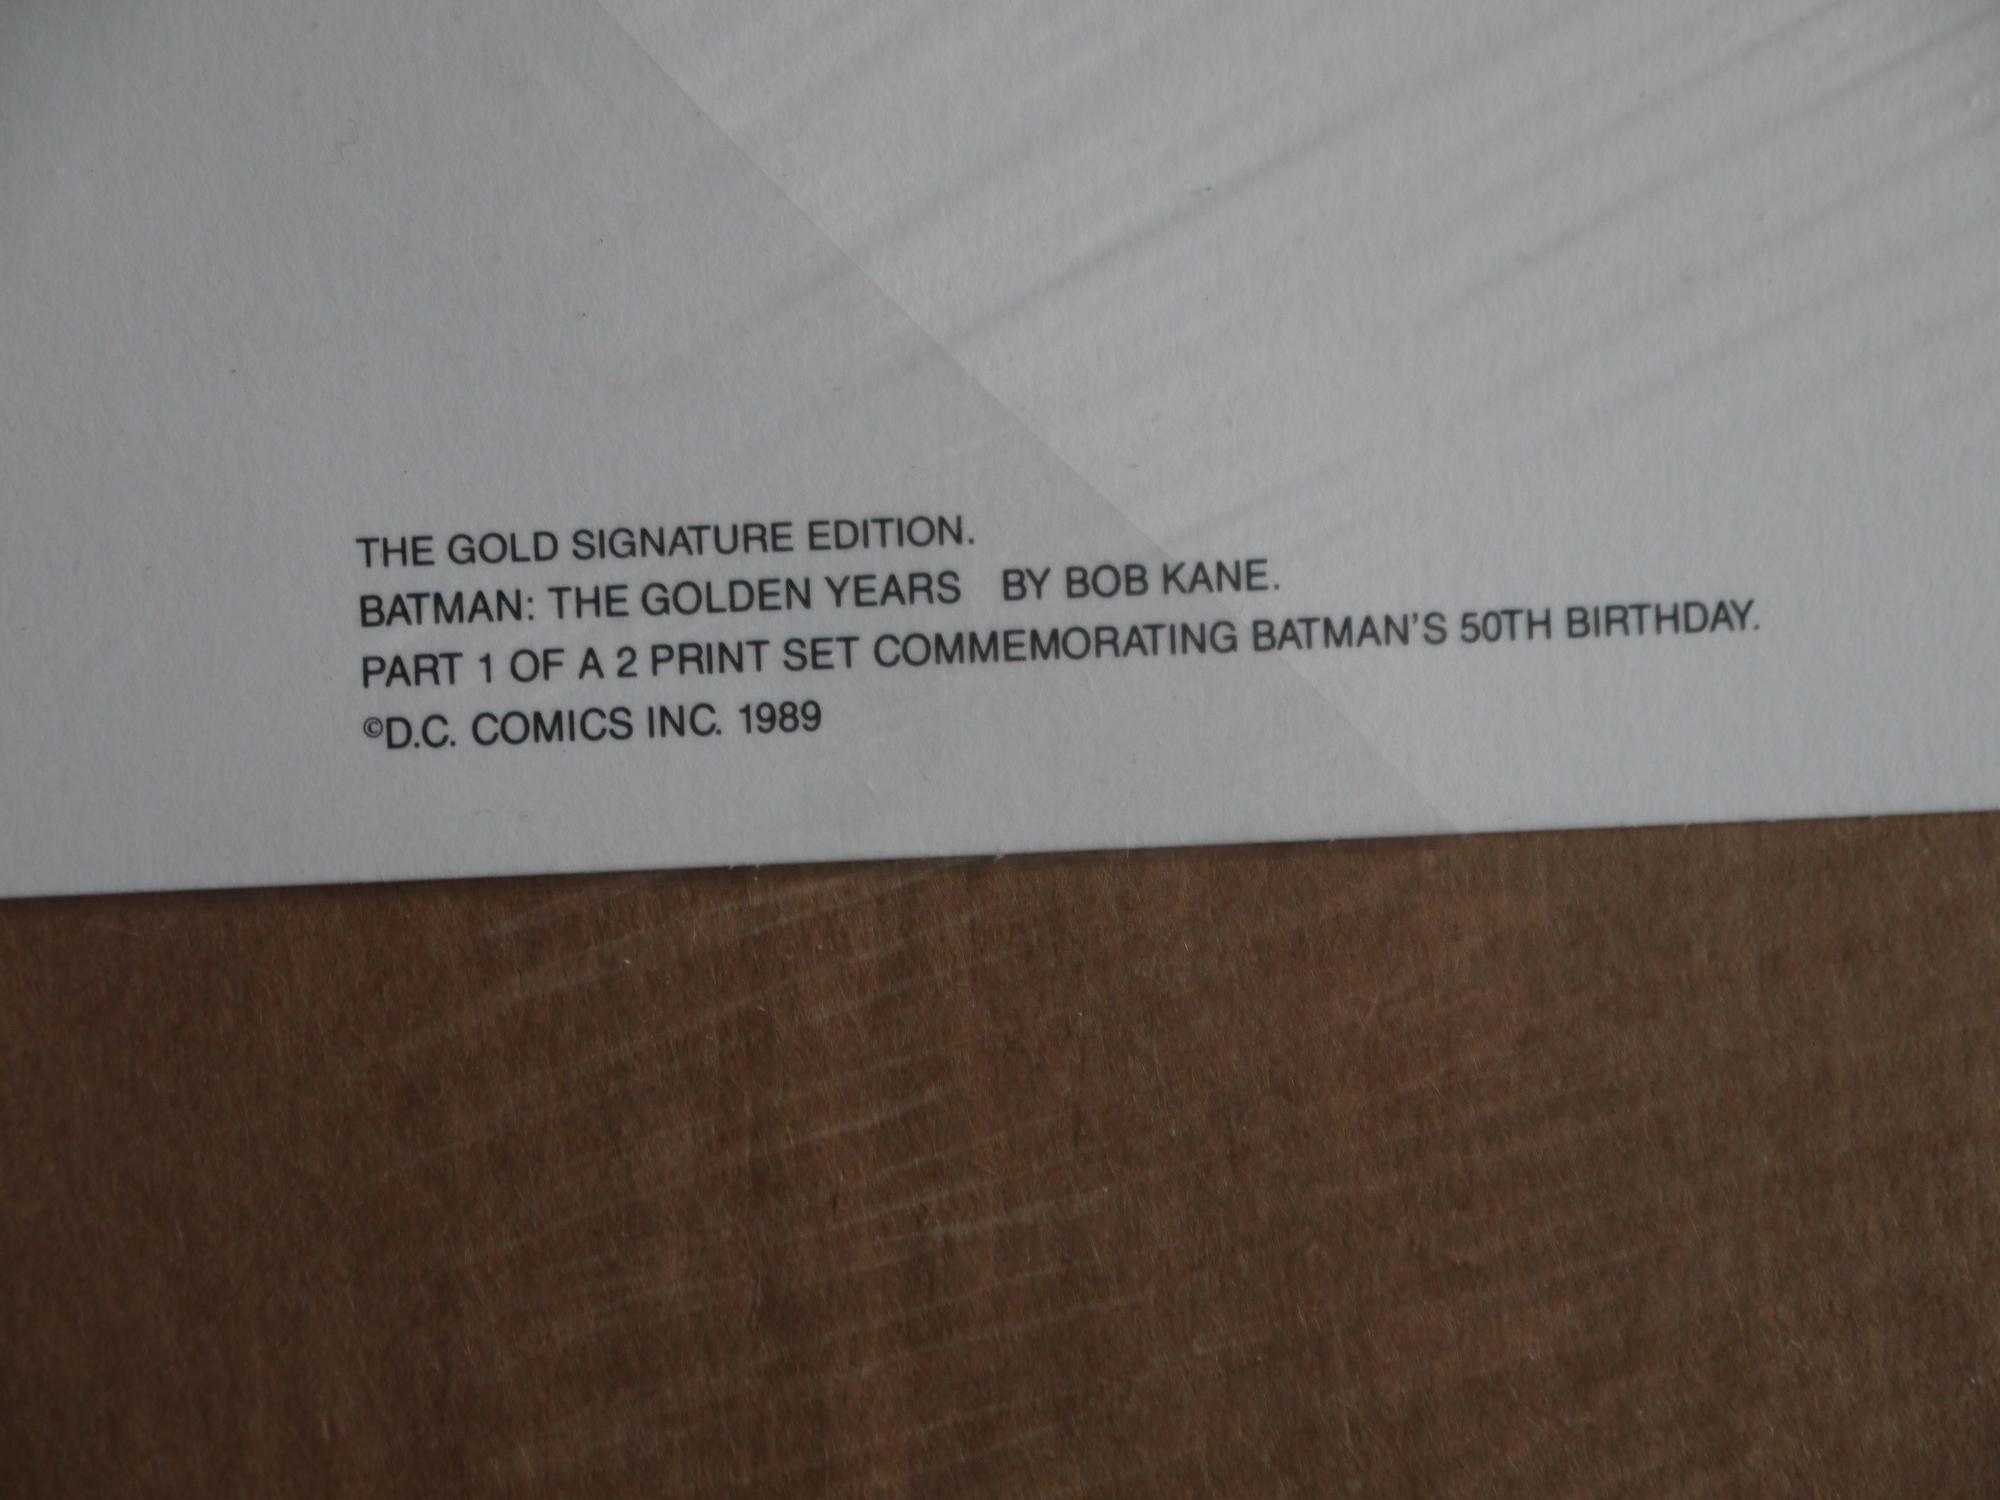 THE GOLD SIGNATURE EDITION.
BATMAN: THE GOLDEN YEARS BY BOB KANE.
PART 1 OF A 2 PRINT SET COMMEMORATING BATMAN'S 50TH BIRTHDAY.
©D.C. COMICS INC. 1989